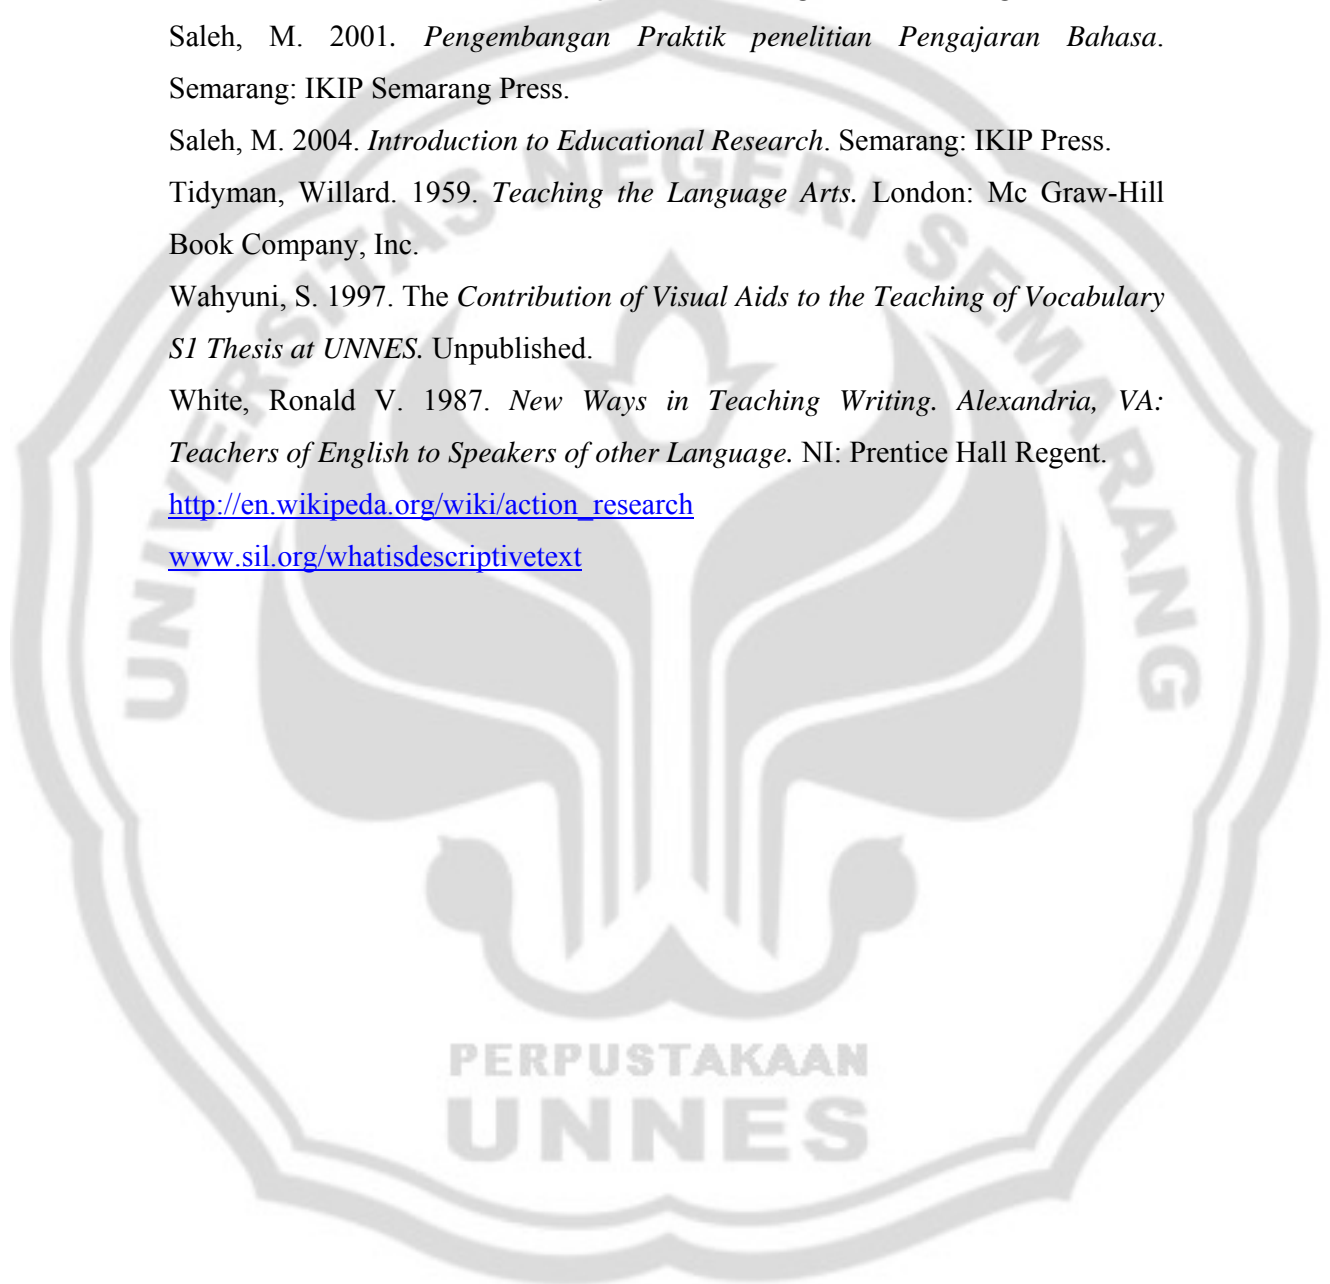 Saleh, M. 2001. Pengembangan Praktik penelitian Pengajaran Bahasa.
Semarang: IKIP Semarang Press.
Saleh, M. 2004. Introduction to Educational Research. Semarang: IKIP Press.
Tidyman, Willard. 1959. Teaching the Language Arts. London: Mc Graw-Hill
Book Company, Inc.
Wahyuni, S. 1997. The Contribution of Visual Aids to the Teaching of Vocabulary
S1 Thesis at UNNES. Unpublished.
White, Ronald V. 1987. New Ways in Teaching Writing. Alexandria, VA:
Teachers of English to Speakers of other Language. NI: Prentice Hall Regent.
http://en.wikipeda.org/wiki/action_research
www.sil.org/whatisdescriptivetext
UNIVERSITAS NEGERI SEMARANG
PERPUSTAKAAN
UNNES